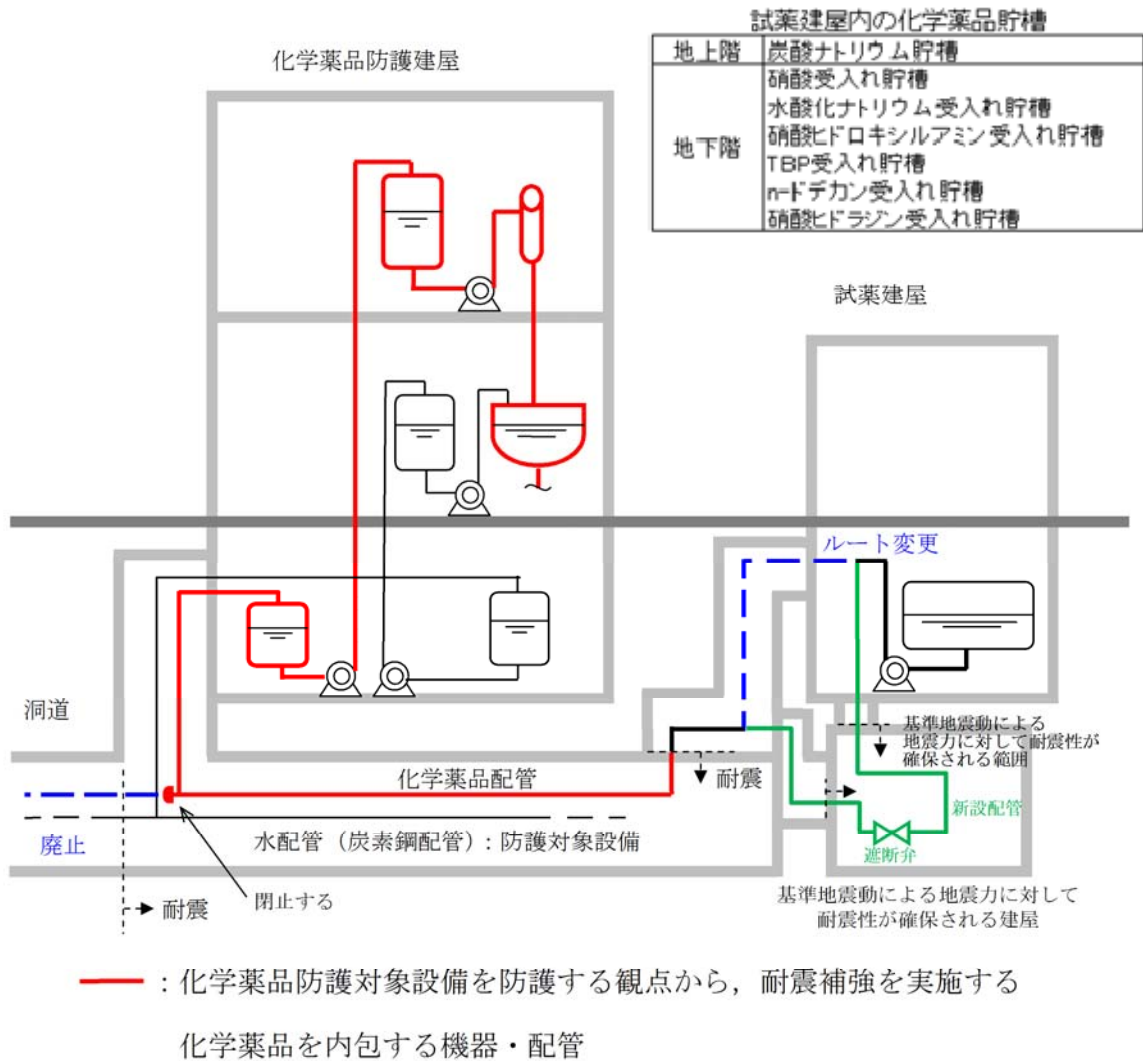 試薬建屋内の化学薬品貯槽
地上階 炭酸ナトリウム貯槽
地下階
硝酸受入れ貯槽
水酸化ナトリウム受入れ貯槽
硝酸ヒドロキシルアミン受入れ貯槽
TBP受入れ貯槽
n-ドデカン受入れ貯槽
硝酸ヒドラジン受入れ貯槽
化学薬品防護建屋
試薬建屋
ルート変更
洞道
基準地震動による
地震力に対して耐震性が
確保される範囲
化学薬品配管
耐震
新設配管
水配管(炭素鋼配管):防護対象設備
廃止
遮断弁
閉止する
耐震
基準地震動による地震力に対して
耐震性が確保される建屋
:化学薬品防護対象設備を防護する観点から,耐震補強を実施する
化学薬品を内包する機器・配管